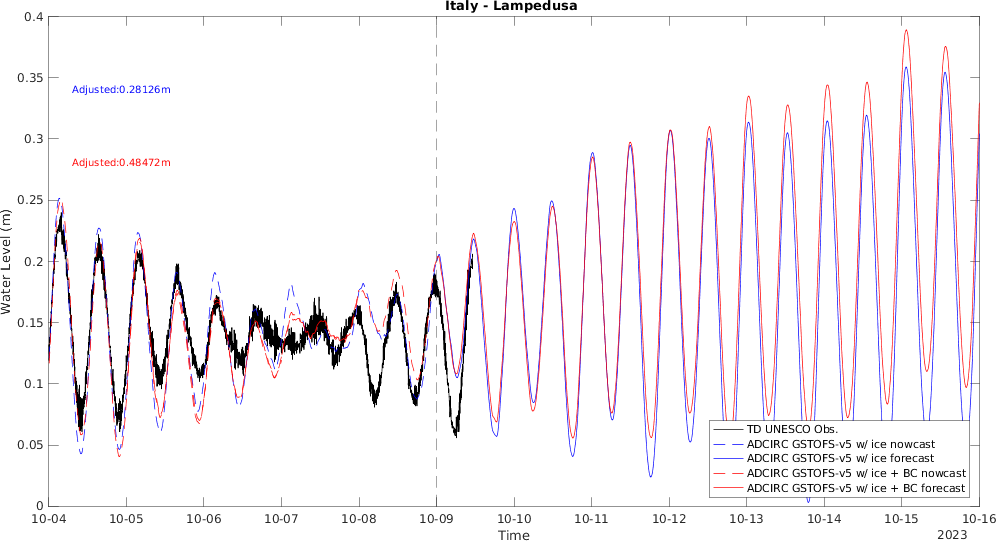 Italy - Lampedusa
0.4
0.35
0.3
0.25
0.2
0.15
0.1
0.05
0
Water Level (m)
Adjusted:0.28126m
Adjusted:0.48472m
TD UNESCO Obs.
ADCIRC GSTOFS-v5 w/ ice nowcast
ADCIRC GSTOFS-v5 w/ ice forecast
ADCIRC GSTOFS-v5 w/ ice + BC nowcast
ADCIRC GSTOFS-v5 w/ ice + BC forecast
10-04 10-05 10-06 10-07 10-08 10-09 10-10 10-11 10-12 10-13 10-14 10-15 10-16
Time
2023